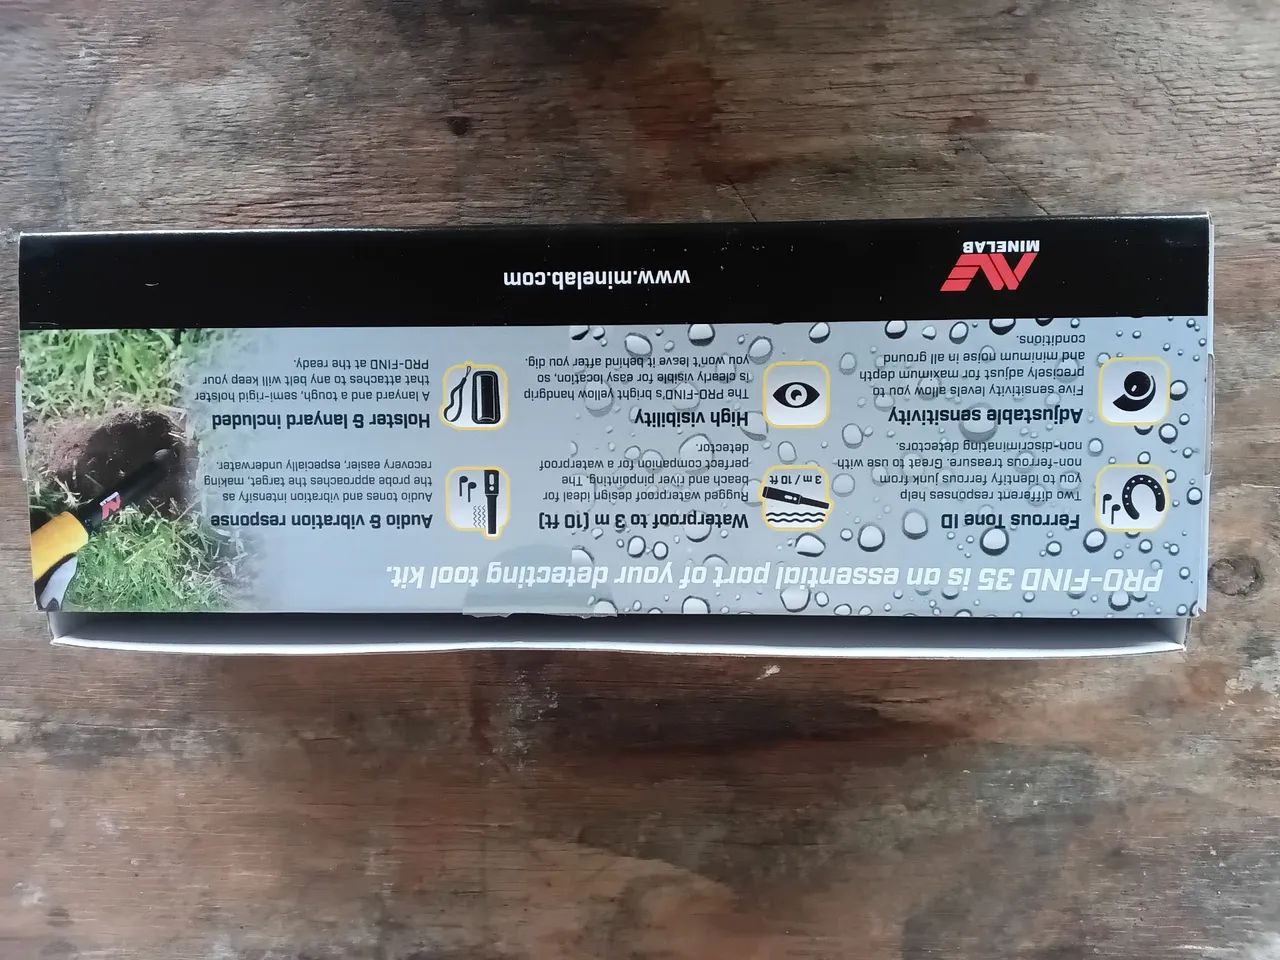 PRO-FIND 35 is an essential part of your detecting tool kit.
Ferrous Tone ID
Two different responses help
you to identify ferrous junk from
non-ferrous treasure. Great to use with
non-discriminating detectors.
Adjustable sensitivity
Five sensitivity levels allow you to
precisely adjust for maximum depth
and minimum noise in all ground
conditions.
3 m / 10 ft
Waterproof to 3 m (10 ft)
Rugged waterproof design ideal for
beach and river pinpointing. The
perfect companion for a waterproof
detector
High visibility
The PRO-FIND's bright yellow handgrip
is clearly visible for easy location, so
you won't leave it behind after you dig.
Audio & vibration response
Audio tones and vibration intensify as
the probe approaches the target, making
recovery easier, especially underwater.
Holster & lanyard included
A lanyard and a tough, semi-rigid holster
that attaches to any belt will keep your
PRO-FIND at the ready.
MINELAB
www.minelab.com